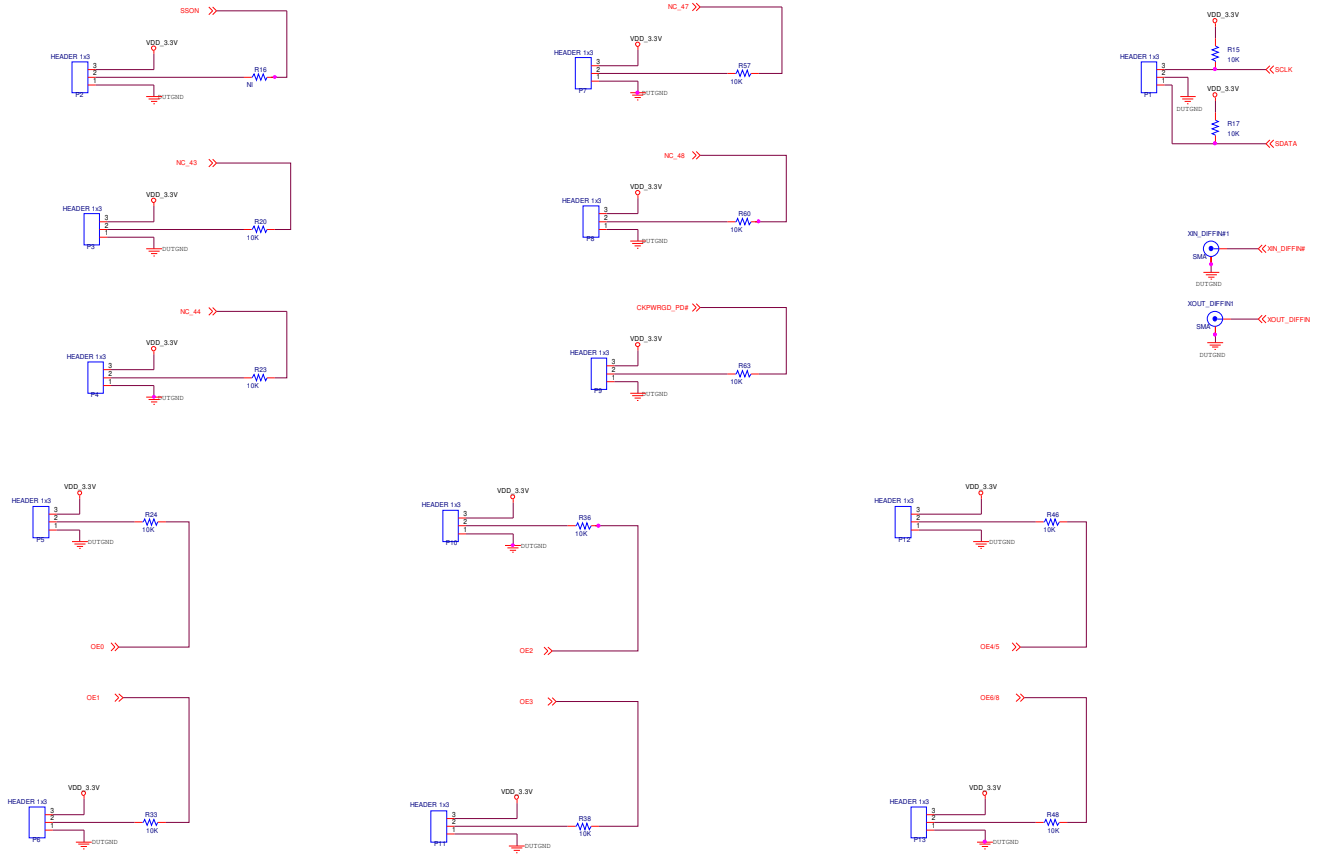 SSON
VDD_3.3V
HEADER 1x3
3
2
1
P2
R16
NI
DUTGND
NC_47
VDD_3.3V
HEADER 1x3
3
2
1
P7
R57
10K
DUTGND
VDD_3.3V
R15
10K
HEADER 1x3
3
2
1
P1
SCLK
DUTGND
VDD_3.3V
R17
10K
SDATA
NC_43
VDD_3.3V
HEADER 1x3
3
2
1
P3
R20
10K
DUTGND
NC_48
VDD_3.3V
HEADER 1x3
3
2
1
P8
R60
10K
DUTGND
XIN_DIFFIN#1
SMA
XIN_DIFFIN#
DUTGND
XOUT_DIFFIN1
SMA
XOUT_DIFFIN
DUTGND
NC_44
VDD_3.3V
HEADER 1x3
3
2
1
P4
R23
10K
DUTGND
CKPWRGD_PD#
VDD_3.3V
HEADER 1x3
3
2
1
P9
R63
10K
DUTGND
VDD_3.3V
HEADER 1x3
3
2
1
P5
R24
10K
DUTGND
OE0
VDD_3.3V
HEADER 1x3
3
2
1
P10
R36
10K
DUTGND
OE2
VDD_3.3V
HEADER 1x3
3
2
1
P12
R46
10K
DUTGND
OE4/5
OE1
VDD_3.3V
HEADER 1x3
3
2
1
P6
R33
10K
DUTGND
OE3
VDD_3.3V
HEADER 1x3
3
2
1
P11
R38
10K
DUTGND
OE6/8
VDD_3.3V
HEADER 1x3
3
2
1
P13
R48
10K
DUTGND